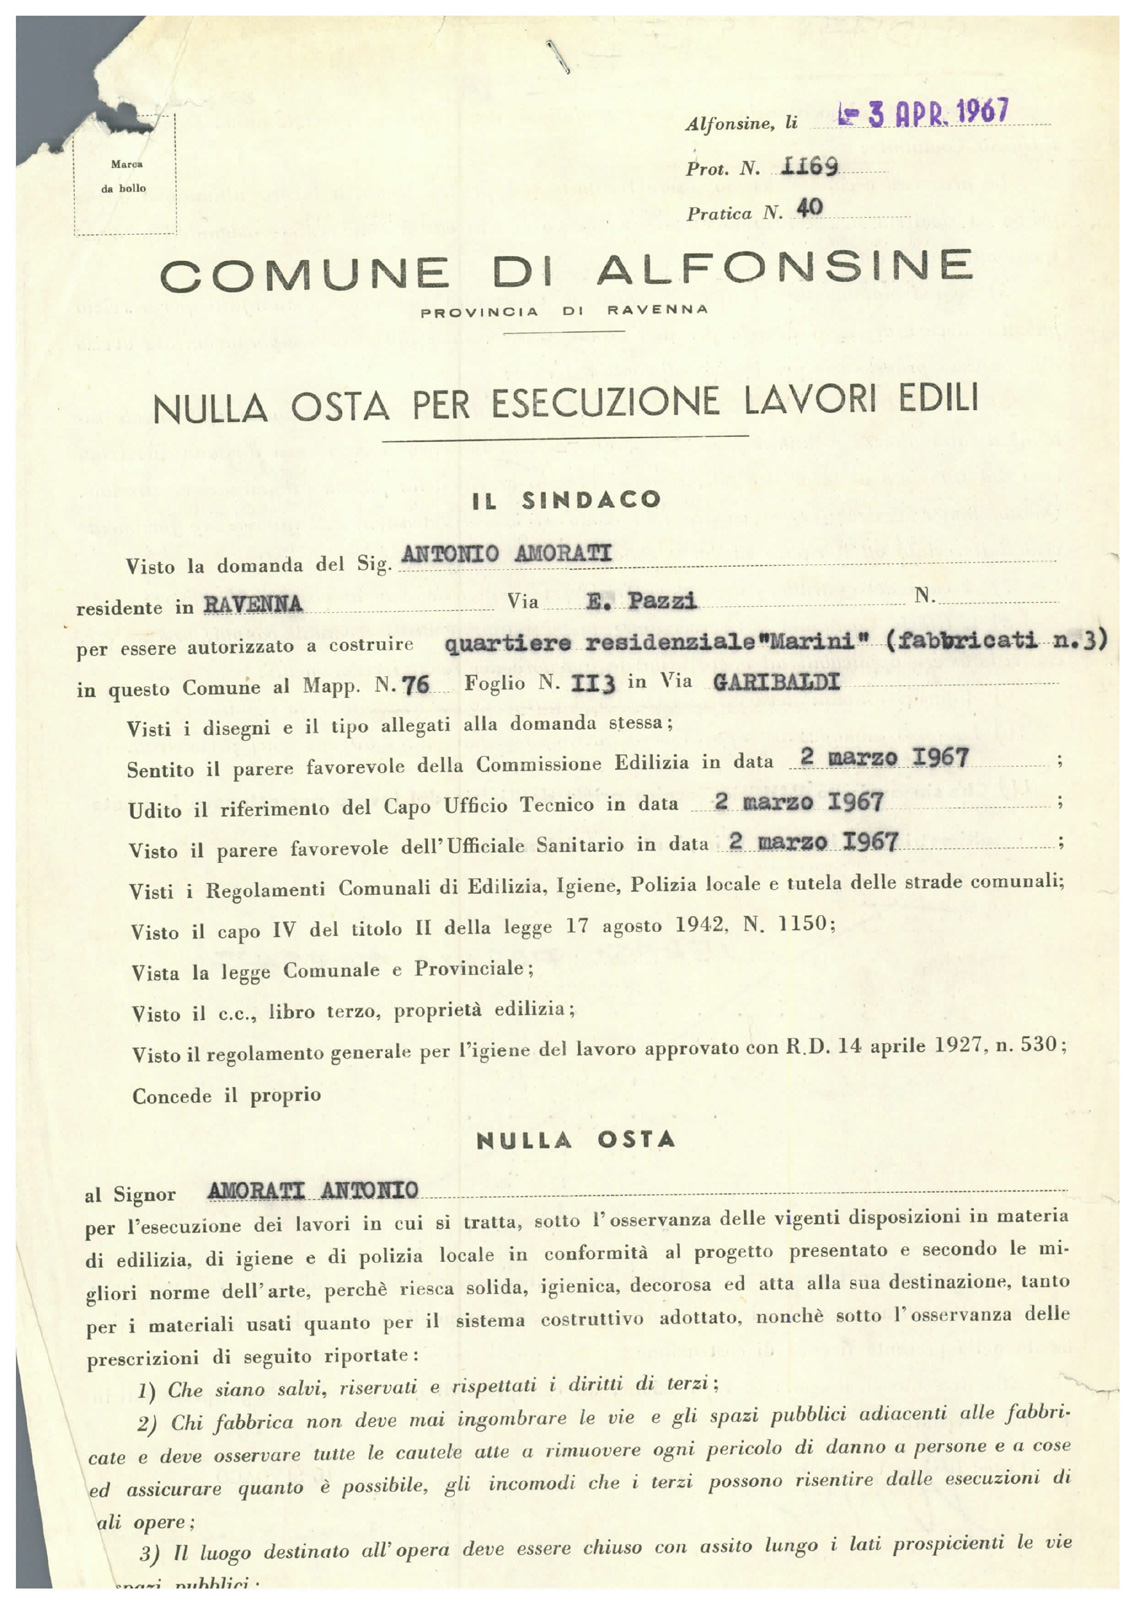 Marca
da bollo
Alfonsine, li - 3 APR. 1967
Prot. N. II69
Pratica N. 40
COMUNE DI ALFONSINE
PROVINCIA DI RAVENNA
NULLA OSTA PER ESECUZIONE LAVORI EDILI
IL SINDACO
Visto la domanda del Sig. ANTONIO AMORATI
residente in RAVENNA Via E. Pazzi N.
per essere autorizzato a costruire quartiere residenziale"Marini" (fabbricati n.3)
in questo Comune al Mapp. N. 76 Foglio N. II3 in Via GARIBALDI
Visti i disegni e il tipo allegati alla domanda stessa;
Sentito il parere favorevole della Commissione Edilizia in data 2 marzo I967 ;
Udito il riferimento del Capo Ufficio Tecnico in data 2 marzo I967 ;
Visto il parere favorevole dell'Ufficiale Sanitario in data 2 marzo I967 ;
Visti i Regolamenti Comunali di Edilizia, Igiene, Polizia locale e tutela delle strade comunali;
Visto il capo IV del titolo II della legge 17 agosto 1942, N. 1150;
Vista la legge Comunale e Provinciale;
Visto il c.c., libro terzo, proprietà edilizia;
Visto il regolamento generale per l'igiene del lavoro approvato con R.D. 14 aprile 1927, n. 530;
Concede il proprio
NULLA OSTA
al Signor AMORATI ANTONIO
per l'esecuzione dei lavori in cui si tratta, sotto l'osservanza delle vigenti disposizioni in materia
di edilizia, di igiene e di polizia locale in conformità al progetto presentato e secondo le mi-
gliori norme dell'arte, perchè riesca solida, igienica, decorosa ed atta alla sua destinazione, tanto
per i materiali usati quanto per il sistema costruttivo adottato, nonchè sotto l'osservanza delle
prescrizioni di seguito riportate:
1) Che siano salvi, riservati e rispettati i diritti di terzi;
2) Chi fabbrica non deve mai ingombrare le vie e gli spazi pubblici adiacenti alle fabbri-
cate e deve osservare tutte le cautele atte a rimuovere ogni pericolo di danno a persone e a cose
ed assicurare quanto è possibile, gli incomodi che i terzi possono risentire dalle esecuzioni di
ali opere;
3) Il luogo destinato all'opera deve essere chiuso con assito lungo i lati prospicienti le vie
spazi pubblici;